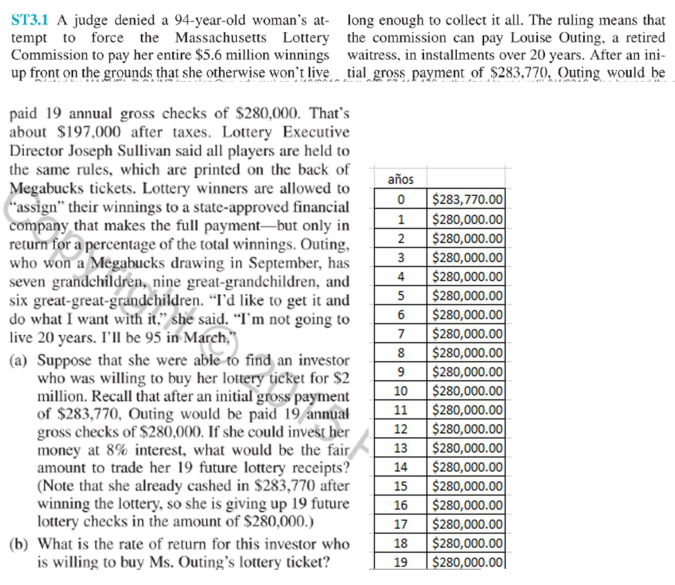 ST3.1 A judge denied a 94-year-old woman's at-
tempt to force the Massachusetts Lottery
Commission to pay her entire $5.6 million winnings
up front on the grounds that she otherwise won't live
long enough to collect it all. The ruling means that
the commission can pay Louise Outing, a retired
waitress, in installments over 20 years. After an ini-
tial gross payment of $283,770, Outing would be
paid 19 annual gross checks of $280,000. That's
about $197,000 after taxes. Lottery Executive
Director Joseph Sullivan said all players are held to
the same rules, which are printed on the back of
Megabucks tickets. Lottery winners are allowed to
"assign" their winnings to a state-approved financial
company that makes the full payment—but only in
return for a percentage of the total winnings. Outing,
who won a Megabucks drawing in September, has
seven grandchildren, nine great-grandchildren, and
six great-great-grandchildren. "I'd like to get it and
do what I want with it," she said. "I'm not going to
live 20 years. I'll be 95 in March."
(a) Suppose that she were able to find an investor
who was willing to buy her lottery ticket for $2
million. Recall that after an initial gross payment
of $283,770, Outing would be paid 19 annual
gross checks of $280,000. If she could invest her
money at 8% interest, what would be the fair
amount to trade her 19 future lottery receipts?
(Note that she already cashed in $283,770 after
winning the lottery, so she is giving up 19 future
lottery checks in the amount of $280,000.)
(b) What is the rate of return for this investor who
is willing to buy Ms. Outing's lottery ticket?
años
0 $283,770.00
1 $280,000.00
2 $280,000.00
3 $280,000.00
4 $280,000.00
5 $280,000.00
6 $280,000.00
7 $280,000.00
8 $280,000.00
9 $280,000.00
10 $280,000.00
11 $280,000.00
12 $280,000.00
13 $280,000.00
14 $280,000.00
15 $280,000.00
16 $280,000.00
17 $280,000.00
18 $280,000.00
19 $280,000.00
Copyright © 2015